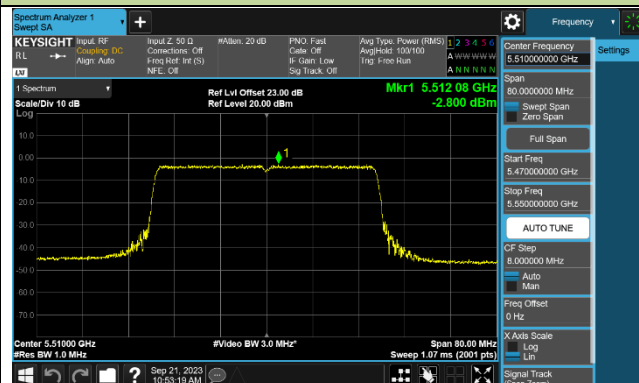 Spectrum Analyzer 1
Swept SA
Frequency
KEYSIGHT
RL
LXI
Input: RF
Coupling: DC
Align: Auto
Input Z: 50 Ω
Corrections: Off
Freq Ref: Int (S)
NFE: Off
#Atten: 20 dB
PNO: Fast
Gate: Off
IF Gain: Low
Sig Track: Off
Avg Type: Power (RMS)
Avg|Hold: 100/100
Trig: Free Run
1 2 3 4 5 6
A W W W W W
A N N N N N
Center Frequency
5.510000000 GHz
Settings
Span
80.0000000 MHz
Swept Span
Zero Span
Full Span
Start Freq
5.470000000 GHz
Stop Freq
5.550000000 GHz
AUTO TUNE
CF Step
8.000000 MHz
Auto
Man
Freq Offset
0 Hz
X Axis Scale
Log
Lin
Signal Track
(Span Zoom)
1 Spectrum
Scale/Div 10 dB
Log
Ref Lvl Offset 23.00 dB
Ref Level 20.00 dBm
Mkr1 5.512 08 GHz
-2.800 dBm
10.0
0.00
-10.0
-20.0
-30.0
-40.0
-50.0
-60.0
-70.0
1
Center 5.51000 GHz
#Res BW 1.0 MHz
#Video BW 3.0 MHz*
Span 80.00 MHz
Sweep 1.07 ms (2001 pts)
Sep 21, 2023
10:53:19 AM